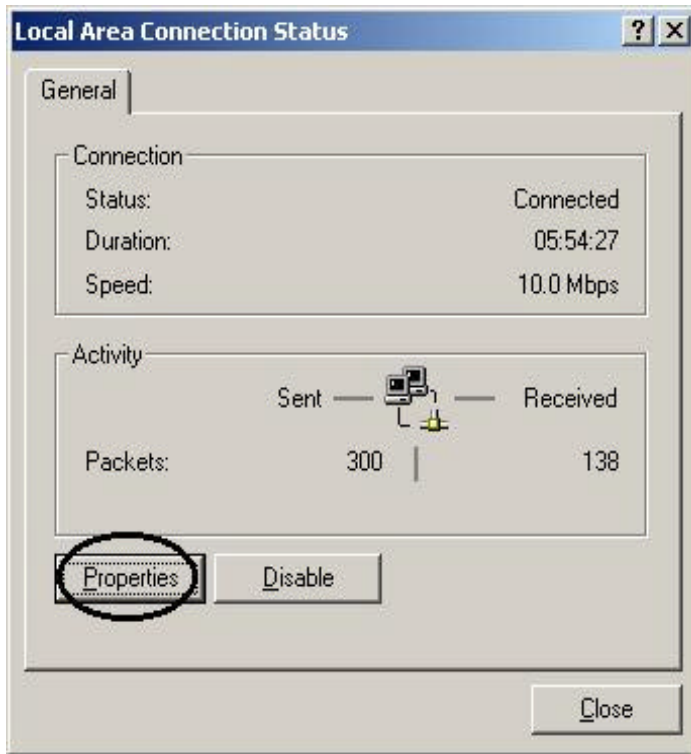 Local Area Connection Status ? X
General
Connection
Status: Connected
Duration: 05:54:27
Speed: 10.0 Mbps
Activity
Sent Received
Packets: 300 138
Properties Disable
Close